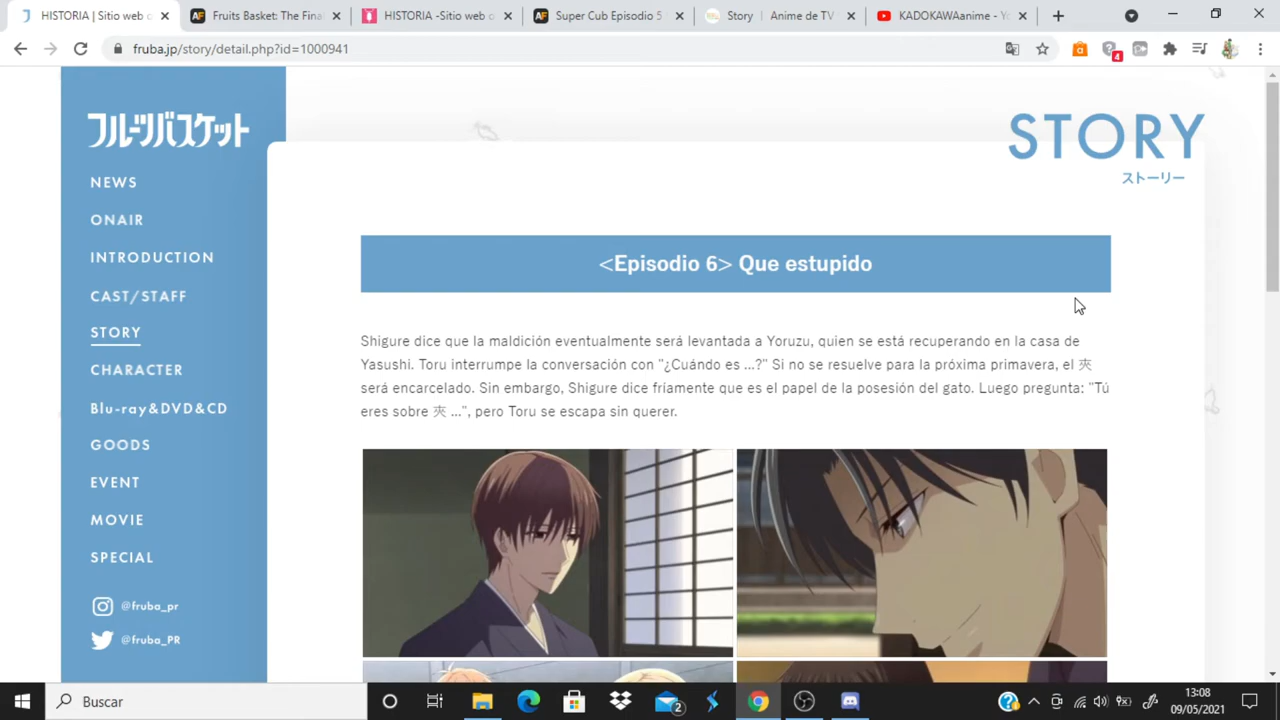 HISTORIA | Sitio web o
Fruits Basket: The Final
HISTORIA -Sitio web o
Super Cub Episodio 5
Story | Anime de TV
KADOKAWAanime - Yo
fruba.jp/story/detail.php?id=1000941
4
フルーツバスケット
NEWS
ONAIR
INTRODUCTION
CAST/STAFF
STORY
CHARACTER
Blu-ray&DVD&CD
GOODS
EVENT
MOVIE
SPECIAL
@fruba_pr
@fruba_PR
STORY
ストーリー
<Episodio 6> Que estupido
Shigure dice que la maldición eventualmente será levantada a Yoruzu, quien se está recuperando en la casa de
Yasushi. Toru interrumpe la conversación con "¿Cuándo es ...?" Si no se resuelve para la próxima primavera, el 夾
será encarcelado. Sin embargo, Shigure dice fríamente que es el papel de la posesión del gato. Luego pregunta: "Tú
eres sobre 夾 ...", pero Toru se escapa sin querer.
Buscar
2
13:08
09/05/2021